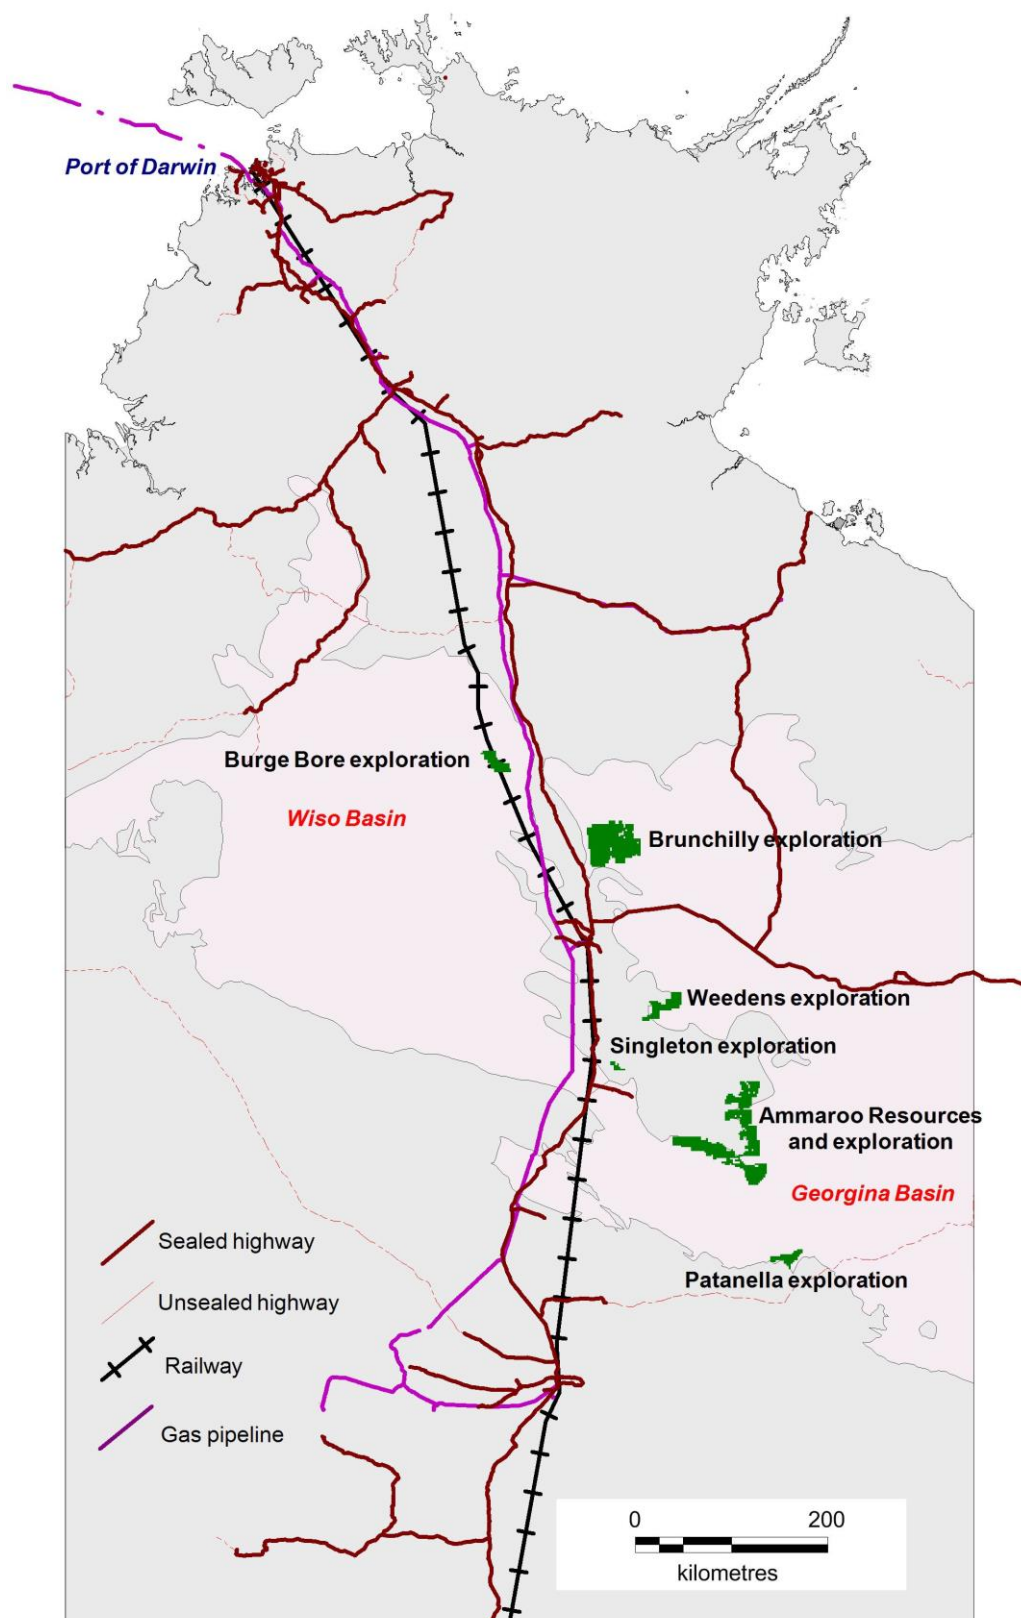 Port of Darwin
Burge Bore exploration
Wiso Basin
Brunchilly exploration
Weedens exploration
Singleton exploration
Ammaroo Resources
and exploration
Georgina Basin
Patanella exploration
Sealed highway
Unsealed highway
Railway
Gas pipeline
0 200
kilometres